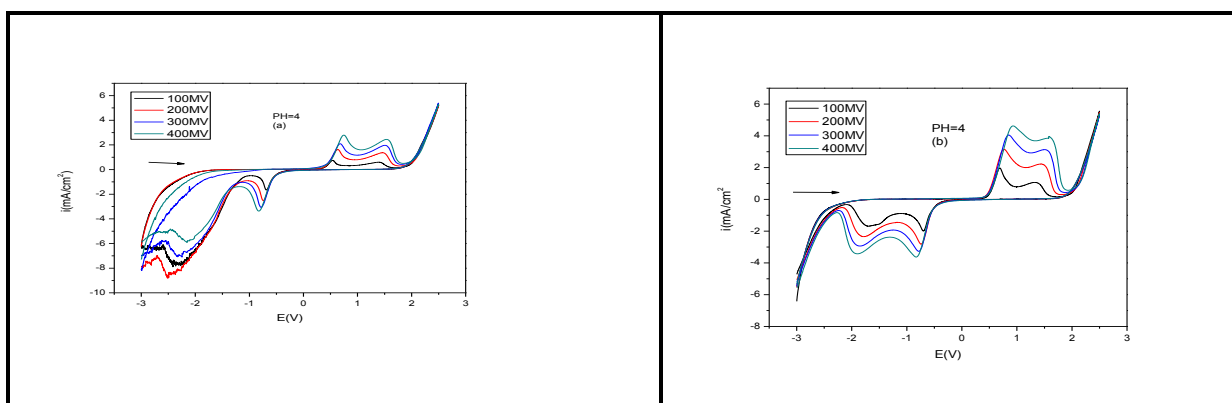 6
4
2
0
-2
-4
-6
-8
-10
i(mA/cm²)
100MV
200MV
300MV
400MV
PH=4
(a)
-3 -2 -1 0 1 2 3
E(V)
6
4
2
0
-2
-4
-6
-8
i(mA/cm²
100MV
200MV
300MV
400MV
PH=4
(b)
-3 -2 -1 0 1 2 3
E(V)